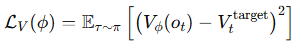 ℒ_V(ϕ) = 𝔼_{τ∼π} [ ( V_ϕ(o_t) − V_t^{target} )^2 ]